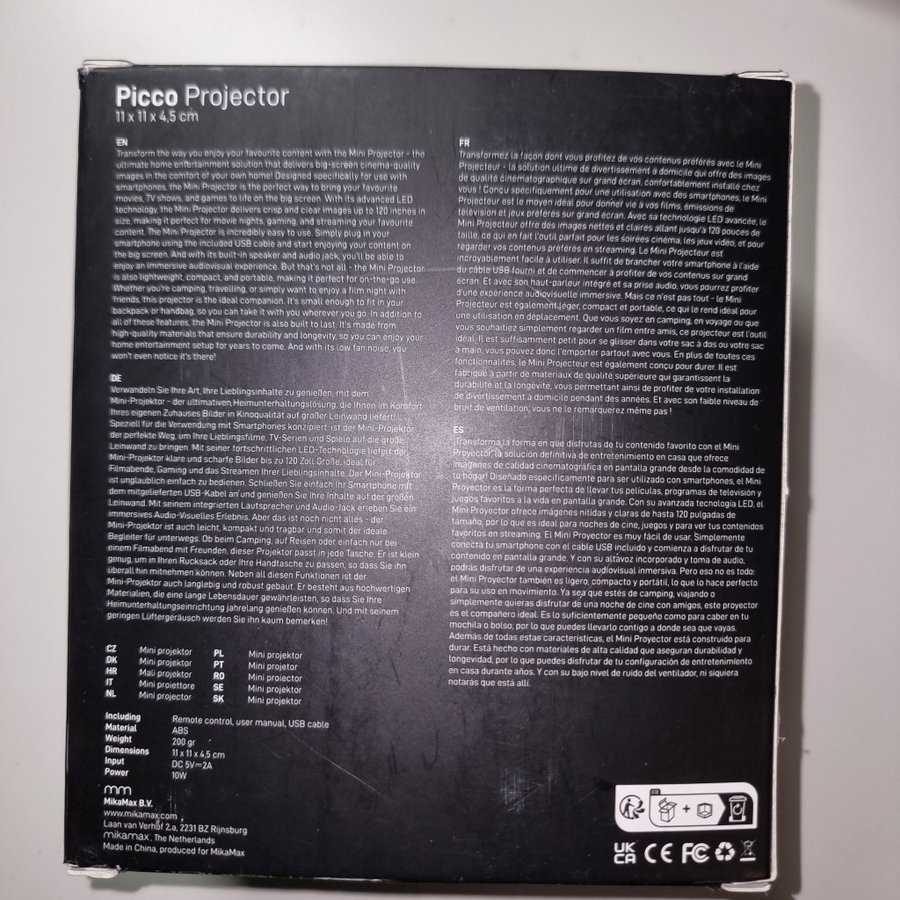 Picco Projector
11 x 11 x 4,5 cm
EN
Transform the way you enjoy your favourite content with the Mini Projector - the
ultimate home entertainment solution that delivers big-screen cinema-quality
images in the comfort of your own home! Designed specifically for use with
smartphones, the Mini Projector is the perfect way to bring your favourite
movies, TV shows, and games to life on the big screen. With its advanced LED
technology, the Mini Projector delivers crisp and clear images up to 120 inches in
size, making it perfect for movie nights, gaming, and streaming your favourite
content. The Mini Projector is incredibly easy to use. Simply plug in your
smartphone using the included USB cable and start enjoying your content on
the big screen. And with its built-in speaker and audio jack, you'll be able to
enjoy an immersive audiovisual experience. But that's not all - the Mini Projector
is also lightweight, compact, and portable, making it perfect for on-the-go use.
Whether you're camping, travelling, or simply want to enjoy a film night with
friends, this projector is the ideal companion. It's small enough to fit in your
backpack or handbag, so you can take it with you wherever you go. In addition to
all of these features, the Mini Projector is also built to last. It's made from
high-quality materials that ensure durability and longevity, so you can enjoy your
home entertainment setup for years to come. And with its low fan noise, you
won't even notice it's there!
DE
Verwandeln Sie Ihre Art, Ihre Lieblingsinhalte zu genießen, mit dem
Mini-Projektor - der ultimativen Heimunterhaltungslösung, die Ihnen im Komfort
Ihres eigenen Zuhauses Bilder in Kinoqualität auf großer Leinwand liefert!
Speziell für die Verwendung mit Smartphones konzipiert, ist der Mini-Projektor
der perfekte Weg, um Ihre Lieblingsfilme, TV-Serien und Spiele auf die große
Leinwand zu bringen. Mit seiner fortschrittlichen LED-Technologie liefert der
Mini-Projektor klare und scharfe Bilder bis zu 120 Zoll Größe, ideal für
Filmabende, Gaming und das Streamen Ihrer Lieblingsinhalte. Der Mini-Projektor
ist unglaublich einfach zu bedienen. Schließen Sie einfach Ihr Smartphone mit
dem mitgelieferten USB-Kabel an und genießen Sie Ihre Inhalte auf der großen
Leinwand. Mit seinem integrierten Lautsprecher und Audio-Jack erleben Sie ein
immersives Audio-Visuelles Erlebnis. Aber das ist noch nicht alles - der
Mini-Projektor ist auch leicht, kompakt und tragbar und somit der ideale
Begleiter für unterwegs. Ob beim Camping, auf Reisen oder einfach nur bei
einem Filmabend mit Freunden, dieser Projektor passt in jede Tasche. Er ist klein
genug, um in Ihren Rucksack oder Ihre Handtasche zu passen, so dass Sie ihn
überall hin mitnehmen können. Neben all diesen Funktionen ist der
Mini-Projektor auch langlebig und robust gebaut. Er besteht aus hochwertigen
Materialien, die eine lange Lebensdauer gewährleisten, so dass Sie Ihre
Heimunterhaltungseinrichtung jahrelang genießen können. Und mit seinem
geringen Lüftergeräusch werden Sie ihn kaum bemerken!
FR
Transformez la façon dont vous profitez de vos contenus préférés avec le Mini
Projecteur - la solution ultime de divertissement à domicile qui offre des images
de qualité cinématographique sur grand écran, confortablement installé chez
vous ! Conçu spécifiquement pour une utilisation avec des smartphones, le Mini
Projecteur est le moyen idéal pour donner vie à vos films, émissions de
télévision et jeux préférés sur grand écran. Avec sa technologie LED avancée, le
Mini Projecteur offre des images nettes et claires allant jusqu'à 120 pouces de
taille, ce qui en fait l'outil parfait pour les soirées cinéma, les jeux vidéo, et pour
regarder vos contenus préférés en streaming. Le Mini Projecteur est
incroyablement facile à utiliser. Il suffit de brancher votre smartphone à l'aide
du câble USB fourni et de commencer à profiter de vos contenus sur grand
écran. Et avec son haut-parleur intégré et sa prise audio, vous pourrez profiter
d'une expérience audiovisuelle immersive. Mais ce n'est pas tout - le Mini
Projecteur est également léger, compact et portable, ce qui le rend idéal pour
une utilisation en déplacement. Que vous soyez en camping, en voyage ou que
vous souhaitiez simplement regarder un film entre amis, ce projecteur est l'outil
idéal. Il est suffisamment petit pour se glisser dans votre sac à dos ou votre sac
à main, vous pouvez donc l'emporter partout avec vous. En plus de toutes ces
fonctionnalités, le Mini Projecteur est également conçu pour durer. Il est
fabriqué à partir de matériaux de qualité supérieure qui garantissent la
durabilité et la longévité, vous permettant ainsi de profiter de votre installation
de divertissement à domicile pendant des années. Et avec son faible niveau de
bruit de ventilation, vous ne le remarquerez même pas !
ES
Transforma la forma en que disfrutas de tu contenido favorito con el Mini
Proyector, la solución definitiva de entretenimiento en casa que ofrece
imágenes de calidad cinematográfica en pantalla grande desde la comodidad de
tu hogar! Diseñado específicamente para ser utilizado con smartphones, el Mini
Proyector es la forma perfecta de llevar tus películas, programas de televisión y
juegos favoritos a la vida en pantalla grande. Con su avanzada tecnología LED, el
Mini Proyector ofrece imágenes nítidas y claras de hasta 120 pulgadas de
tamaño, por lo que es ideal para noches de cine, juegos y para ver tus contenidos
favoritos en streaming. El Mini Proyector es muy fácil de usar. Simplemente
conecta tu smartphone con el cable USB incluido y comienza a disfrutar de tu
contenido en pantalla grande. Y con su altavoz incorporado y toma de audio,
podrás disfrutar de una experiencia audiovisual inmersiva. Pero eso no es todo:
el Mini Proyector también es ligero, compacto y portátil, lo que lo hace perfecto
para su uso en movimiento. Ya sea que estés de camping, viajando o
simplemente quieras disfrutar de una noche de cine con amigos, este proyector
es el compañero ideal. Es lo suficientemente pequeño como para caber en tu
mochila o bolso, por lo que puedes llevarlo contigo a donde sea que vayas.
Además de todas estas características, el Mini Proyector está construido para
durar. Está hecho con materiales de alta calidad que aseguran durabilidad y
longevidad, por lo que puedes disfrutar de tu configuración de entretenimiento
en casa durante años. Y con su bajo nivel de ruido del ventilador, ni siquiera
notarás que está allí.
CZ Mini projektor
DK Mini projektor
HR Mali projektor
IT Mini proiettore
NL Mini projector
PL Mini projektor
PT Mini projetor
RO Mini proiector
SE Mini projektor
SK Mini projektor
Including Remote control, user manual, USB cable
Material ABS
Weight 200 gr
Dimensions 11 x 11 x 4,5 cm
Input DC 5V⎓2A
Power 10W
mm
MikaMax B.V.
www.mikamax.com
Laan van Verhof 2.a, 2231 BZ Rijnsburg
mikamax, The Netherlands
Made in China, produced for MikaMax
FR
+
UK
CA CE FC